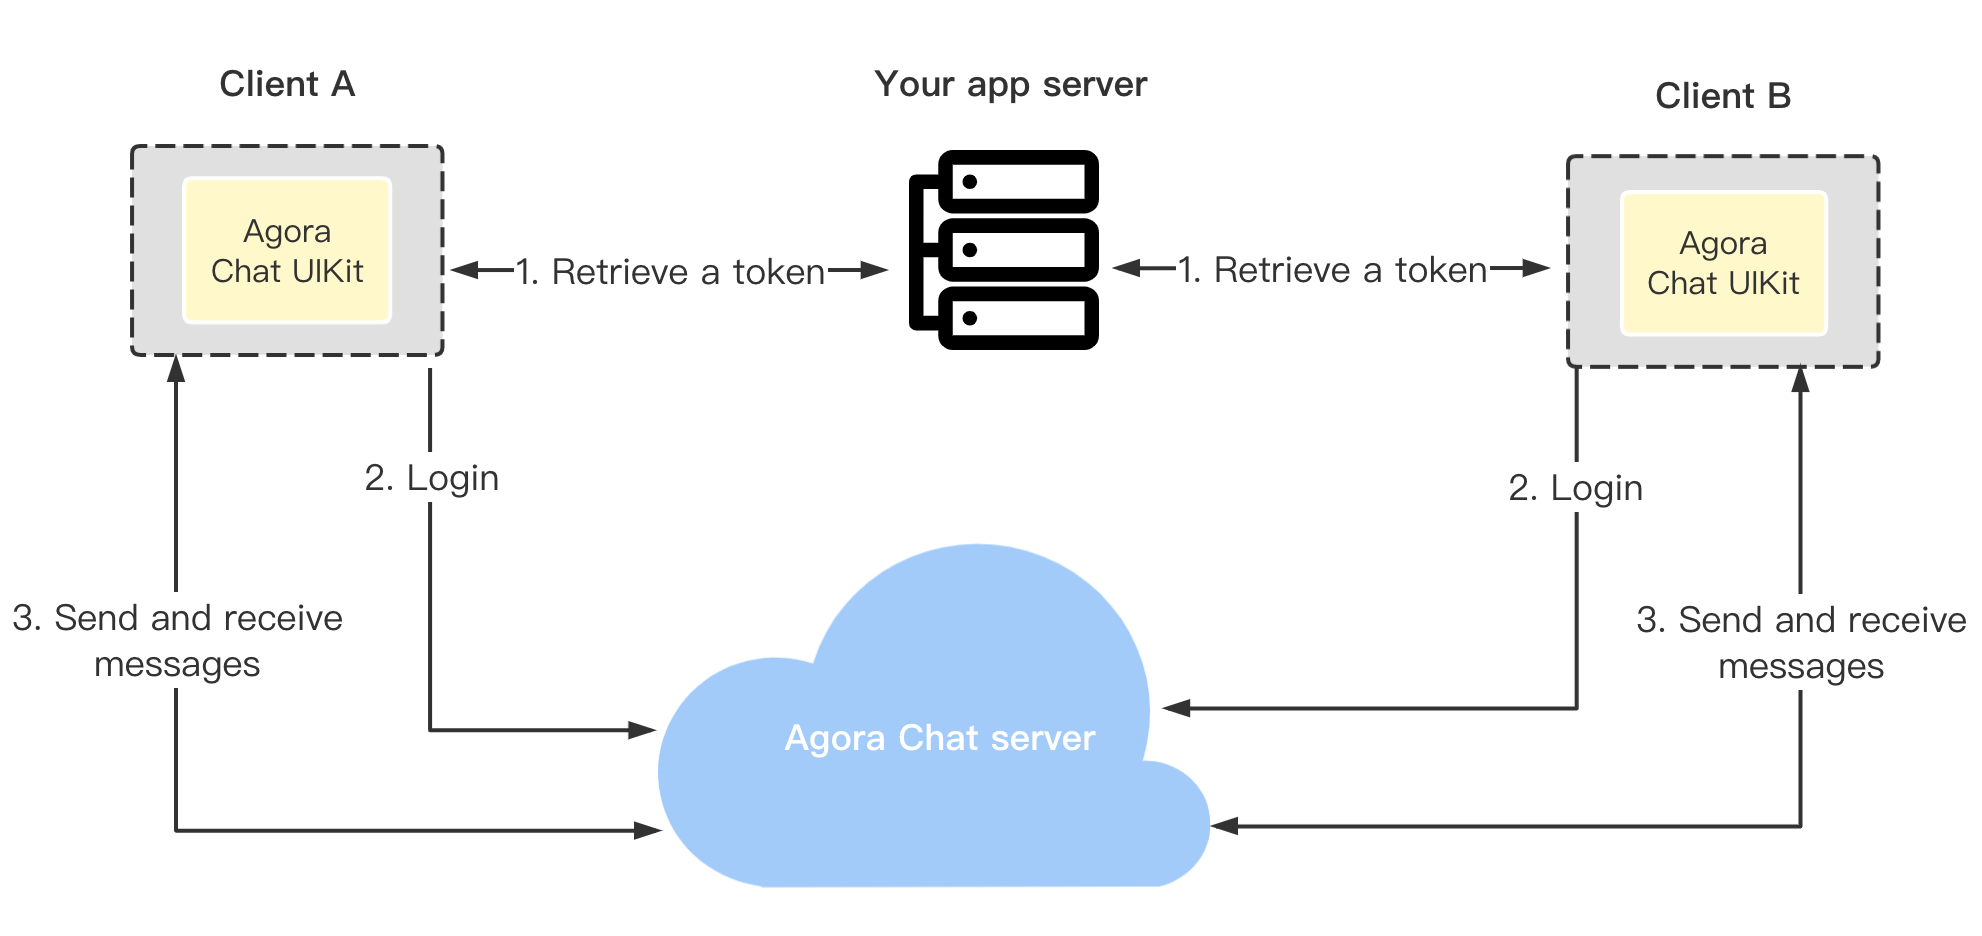 Client A
Your app server
Client B
Agora
Chat UIKit
1. Retrieve a token
1. Retrieve a token
Agora
Chat UIKit
2. Login
2. Login
3. Send and receive
messages
3. Send and receive
messages
Agora Chat server